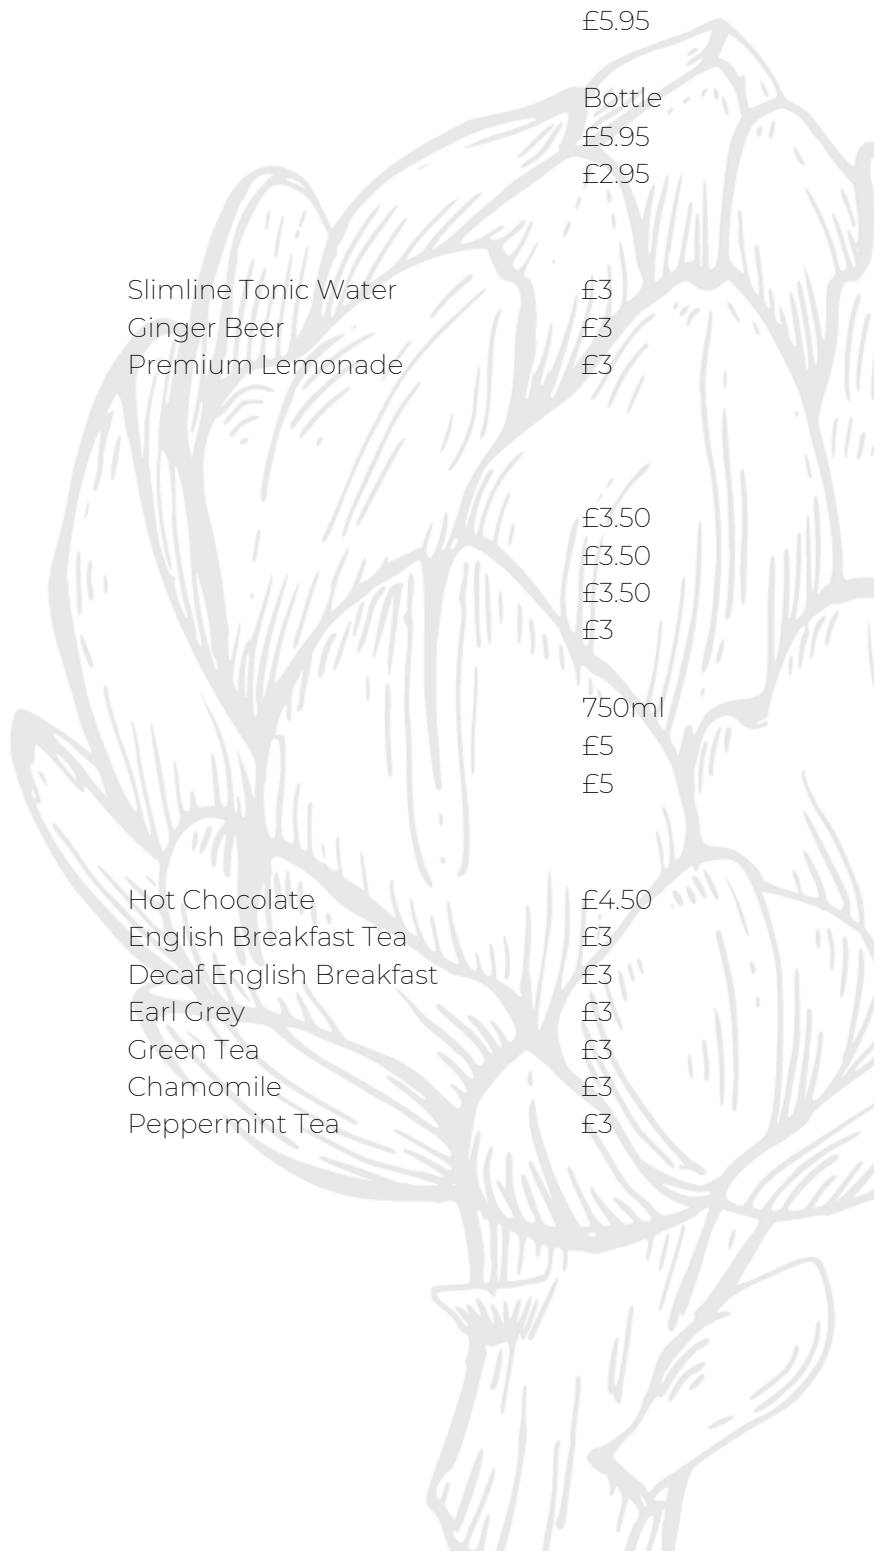 £5.95
Bottle
£5.95
£2.95
Slimline Tonic Water £3
Ginger Beer £3
Premium Lemonade £3
£3.50
£3.50
£3.50
£3
750ml
£5
£5
Hot Chocolate £4.50
English Breakfast Tea £3
Decaf English Breakfast £3
Earl Grey £3
Green Tea £3
Chamomile £3
Peppermint Tea £3